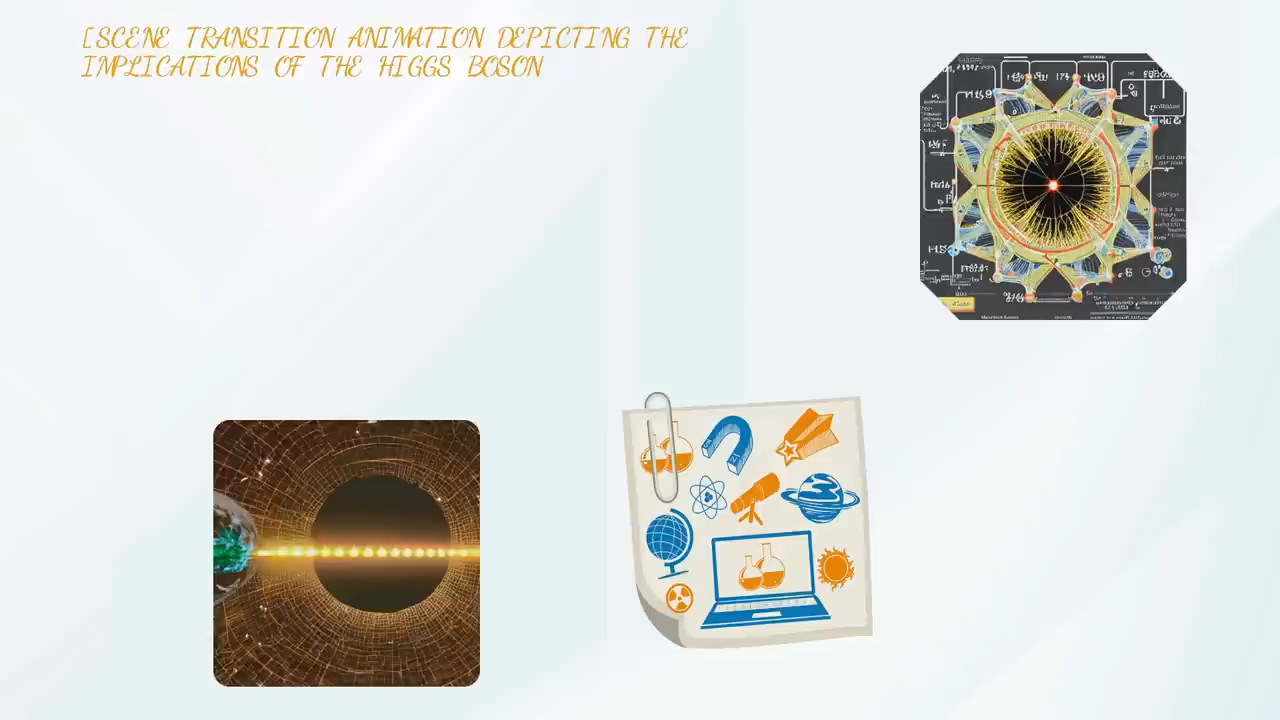 [SCENE TRANSITION ANIMATION DEPICTING THE
IMPLICATIONS OF THE HIGGS BOSON